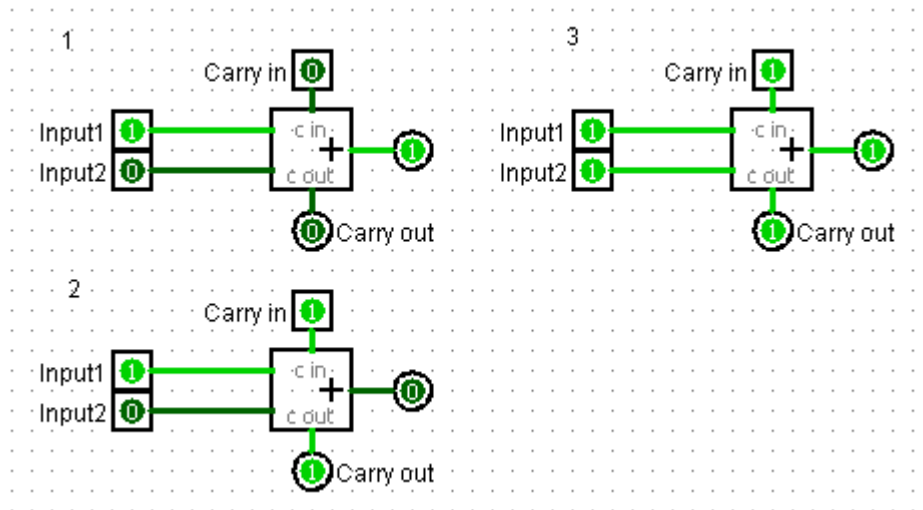 1
Carry in 0
Input1 1
c in
1
Input2 0
c out
0 Carry out
2
Carry in 1
Input1 1
c in
0
Input2 0
c out
1 Carry out
3
Carry in 1
Input1 1
c in
1
Input2 1
c out
1 Carry out